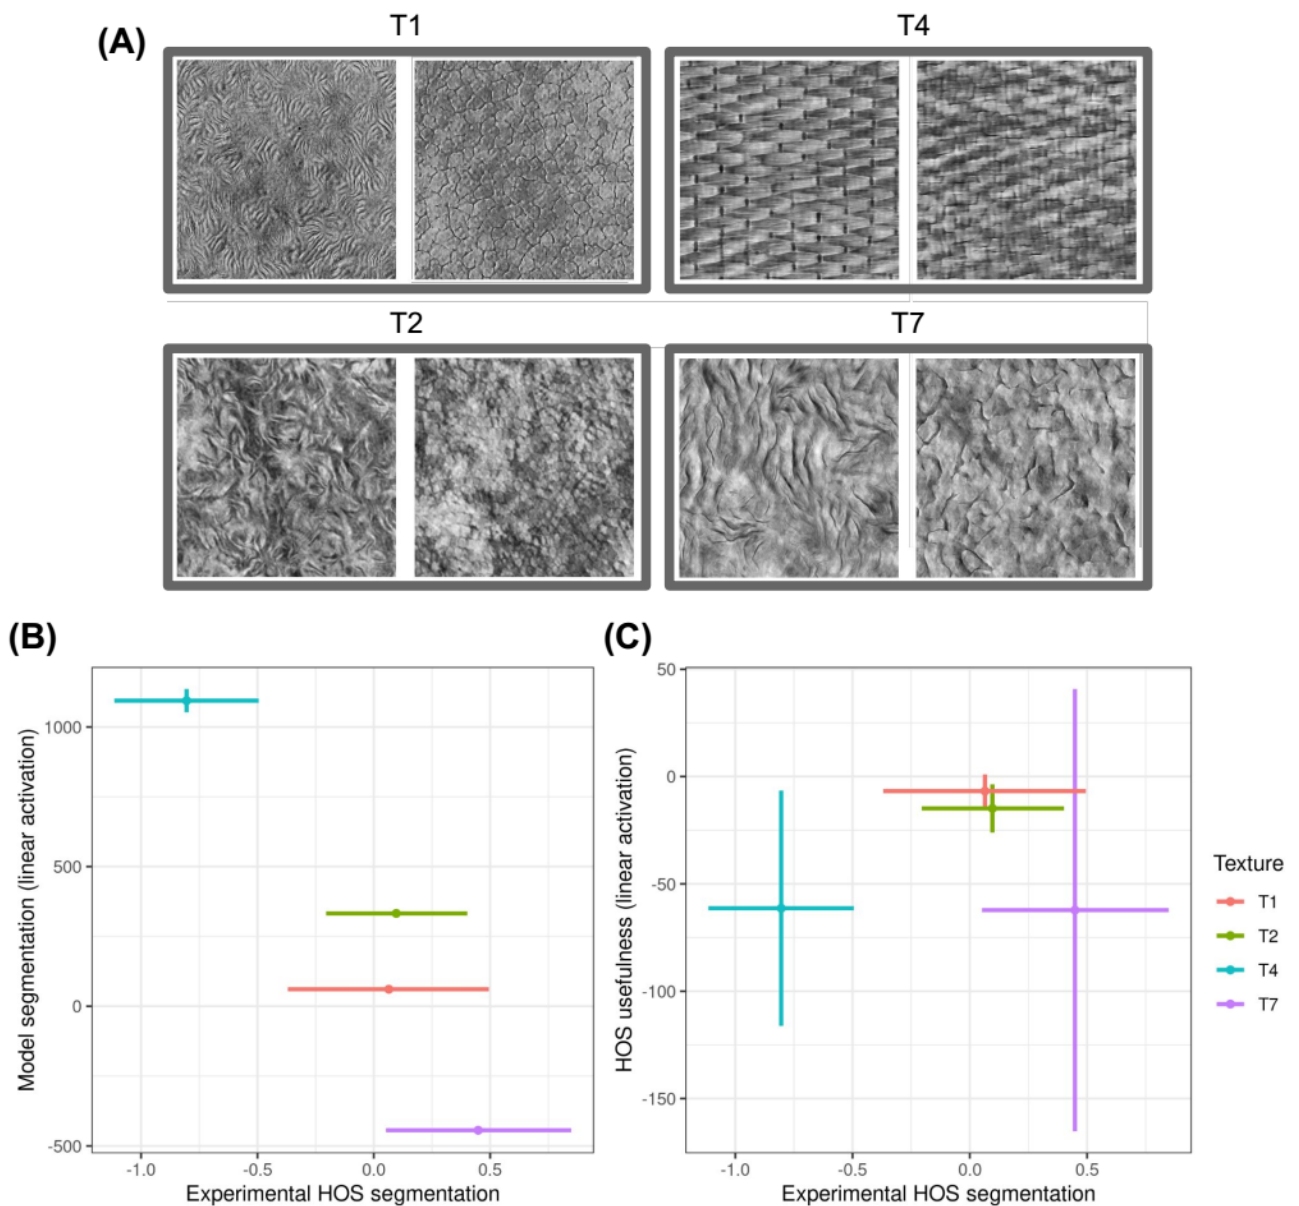 (A)
T1
T4
T2
T7
(B)
(C)
Model segmentation (linear activation)
1000
500
0
-500
-1.0
-0.5
0.0
0.5
Experimental HOS segmentation
HOS usefulness (linear activation)
50
0
-50
-100
-150
-1.0
-0.5
0.0
0.5
Experimental HOS segmentation
Texture
T1
T2
T4
T7